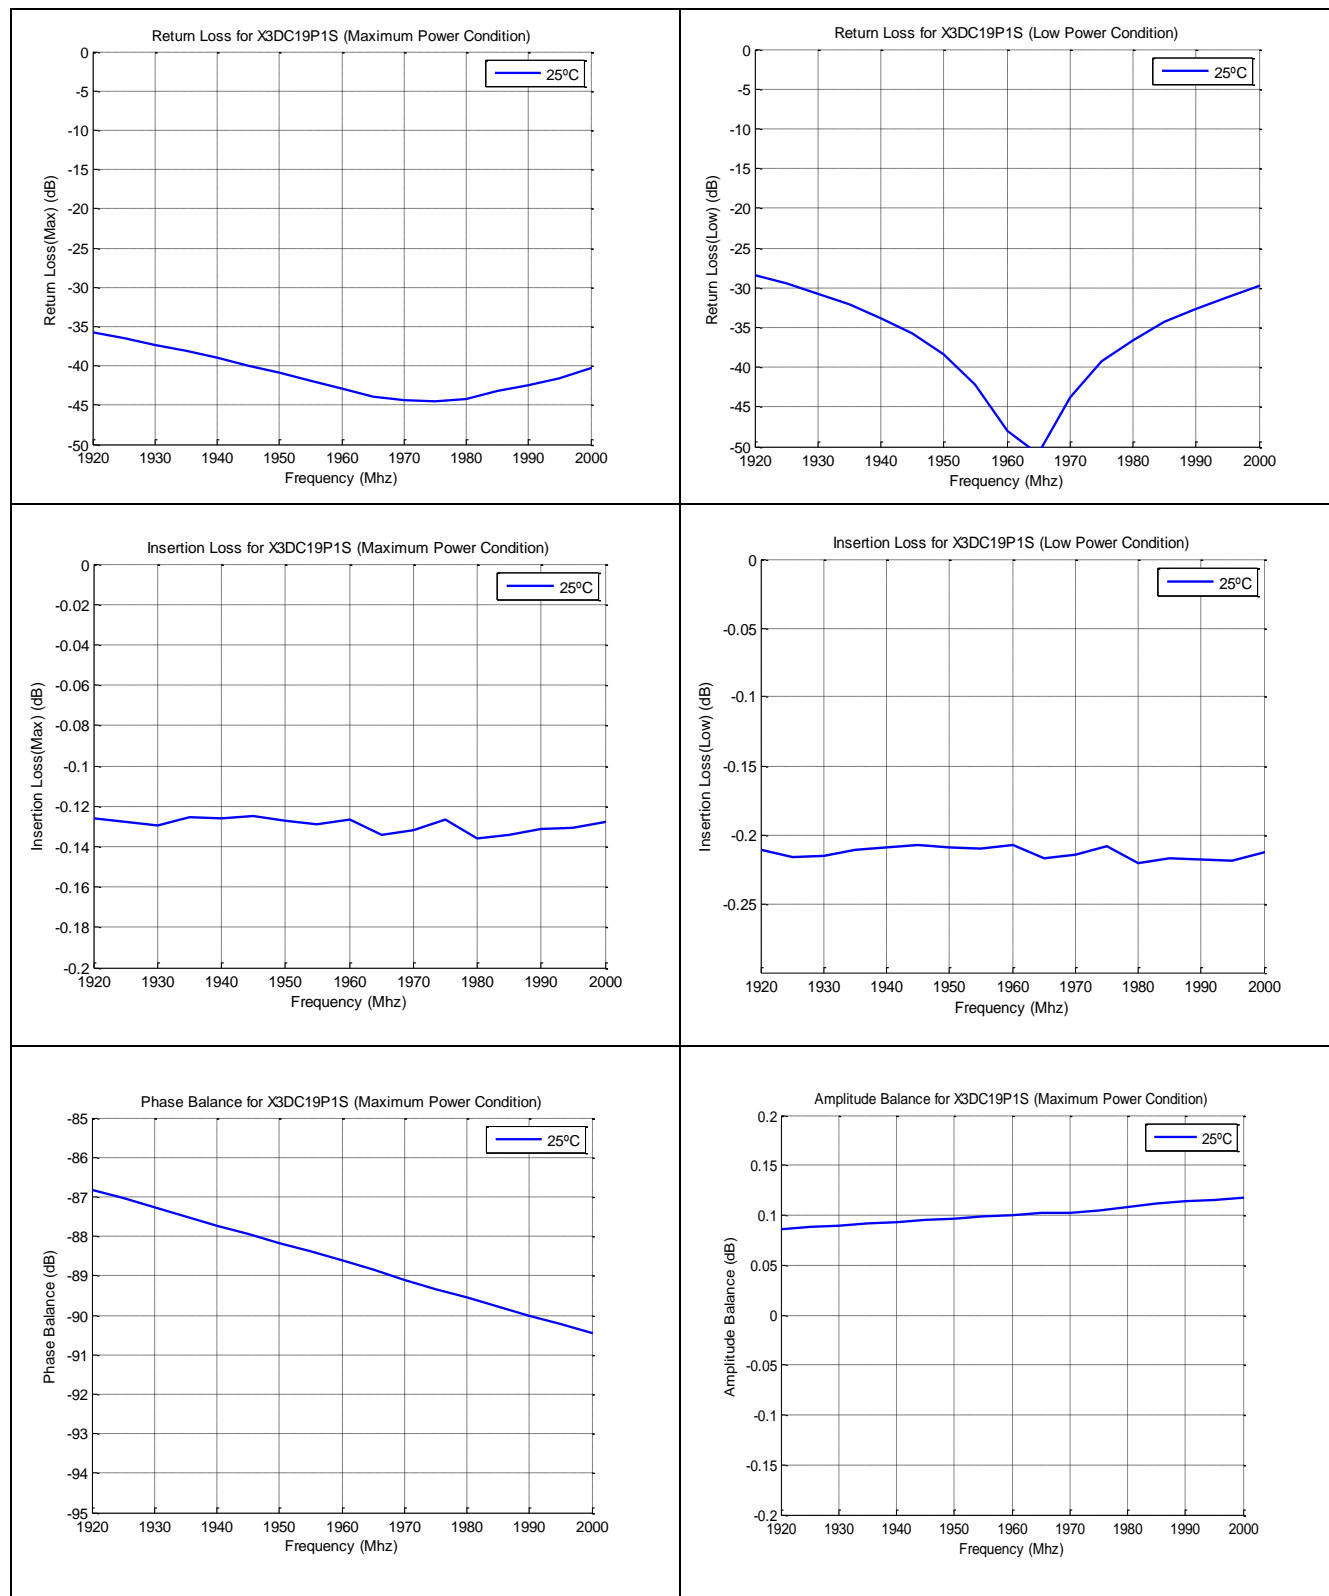 Return Loss for X3DC19P1S (Maximum Power Condition)
25ºC
0
-5
-10
-15
-20
-25
-30
-35
-40
-45
-50
Return Loss(Max) (dB)
1920 1930 1940 1950 1960 1970 1980 1990 2000
Frequency (Mhz)
Return Loss for X3DC19P1S (Low Power Condition)
25ºC
0
-5
-10
-15
-20
-25
-30
-35
-40
-45
-50
Return Loss(Low) (dB)
1920 1930 1940 1950 1960 1970 1980 1990 2000
Frequency (Mhz)
Insertion Loss for X3DC19P1S (Maximum Power Condition)
25ºC
0
-0.02
-0.04
-0.06
-0.08
-0.1
-0.12
-0.14
-0.16
-0.18
-0.2
Insertion Loss(Max) (dB)
1920 1930 1940 1950 1960 1970 1980 1990 2000
Frequency (Mhz)
Insertion Loss for X3DC19P1S (Low Power Condition)
25ºC
0
-0.05
-0.1
-0.15
-0.2
-0.25
Insertion Loss(Low) (dB)
1920 1930 1940 1950 1960 1970 1980 1990 2000
Frequency (Mhz)
Phase Balance for X3DC19P1S (Maximum Power Condition)
25ºC
-85
-86
-87
-88
-89
-90
-91
-92
-93
-94
-95
Phase Balance (dB)
1920 1930 1940 1950 1960 1970 1980 1990 2000
Frequency (Mhz)
Amplitude Balance for X3DC19P1S (Maximum Power Condition)
25ºC
0.2
0.15
0.1
0.05
0
-0.05
-0.1
-0.15
-0.2
Amplitude Balance (dB)
1920 1930 1940 1950 1960 1970 1980 1990 2000
Frequency (Mhz)